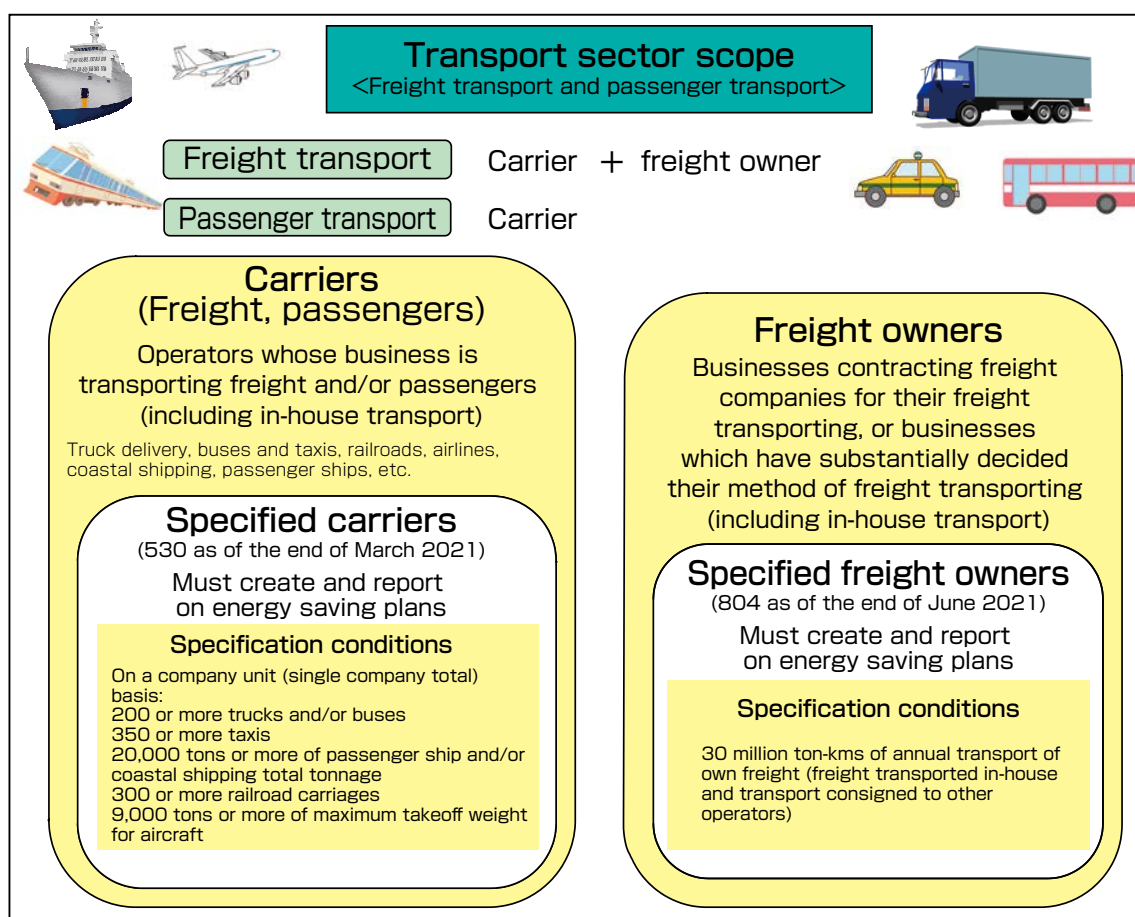 Transport sector scope
<Freight transport and passenger transport>
Freight transport Carrier + freight owner
Passenger transport Carrier
Carriers
(Freight, passengers)
Operators whose business is
transporting freight and/or passengers
(including in-house transport)
Truck delivery, buses and taxis, railroads, airlines,
coastal shipping, passenger ships, etc.
Specified carriers
(530 as of the end of March 2021)
Must create and report
on energy saving plans
Specification conditions
On a company unit (single company total)
basis:
200 or more trucks and/or buses
350 or more taxis
20,000 tons or more of passenger ship and/or
coastal shipping total tonnage
300 or more railroad carriages
9,000 tons or more of maximum takeoff weight
for aircraft
Freight owners
Businesses contracting freight
companies for their freight
transporting, or businesses
which have substantially decided
their method of freight transporting
(including in-house transport)
Specified freight owners
(804 as of the end of June 2021)
Must create and report
on energy saving plans
Specification conditions
30 million ton-kms of annual transport of
own freight (freight transported in-house
and transport consigned to other
operators)